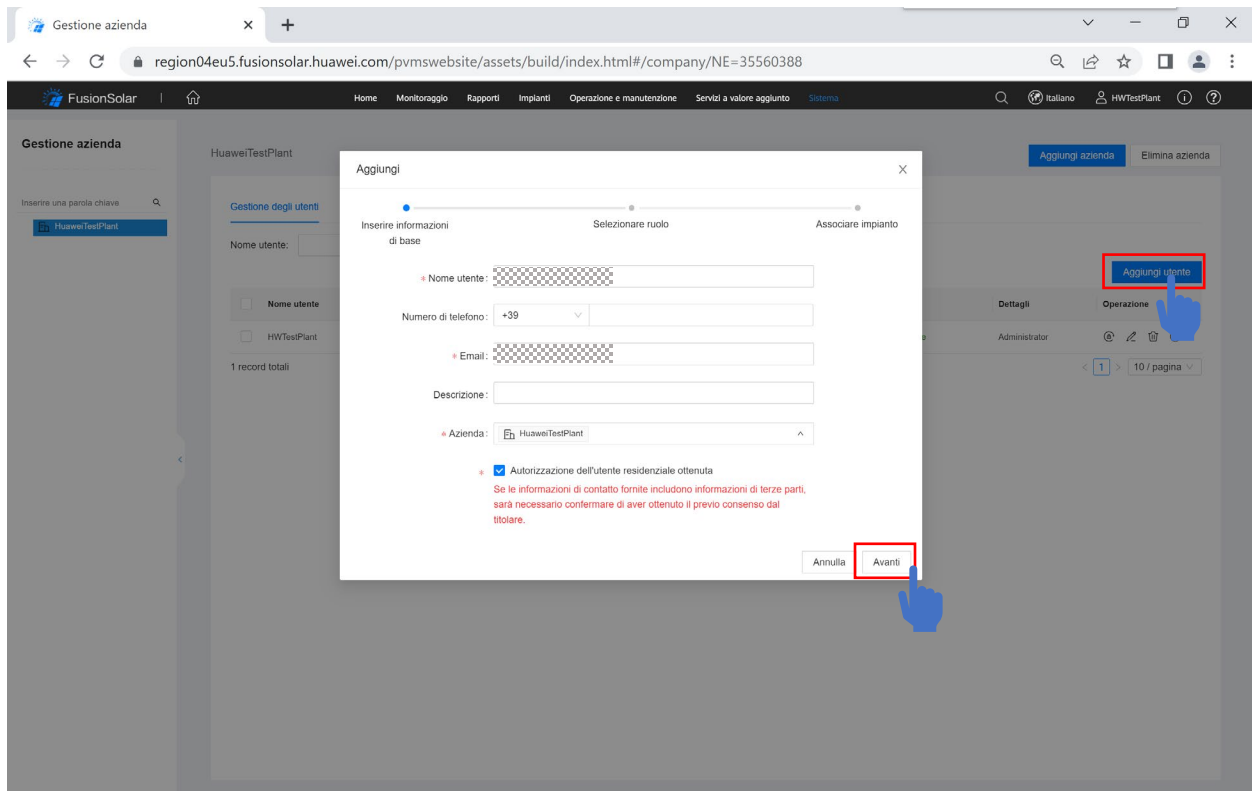 Gestione azienda
region04eu5.fusionsolar.huawei.com/pvmswebsite/assets/build/index.html#/company/NE=35560388
FusionSolar
Home Monitoraggio Rapporti Impianti Operazione e manutenzione Servizi a valore aggiunto Sistema
Italiano HWTestPlant
Gestione azienda
HuaweiTestPlant
Aggiungi azienda Elimina azienda
Inserire una parola chiave
HuaweiTestPlant
Gestione degli utenti
Nome utente:
Aggiungi utente
Nome utente Dettagli Operazione
HWTestPlant Administrator
1 record totali
1 10 / pagina
Aggiungi
Inserire informazioni
di base
Selezionare ruolo
Associare impianto
* Nome utente:
Numero di telefono: +39
* Email:
Descrizione:
* Azienda: HuaweiTestPlant
* Autorizzazione dell'utente residenziale ottenuta
Se le informazioni di contatto fornite includono informazioni di terze parti,
sarà necessario confermare di aver ottenuto il previo consenso dal
titolare.
Annulla Avanti